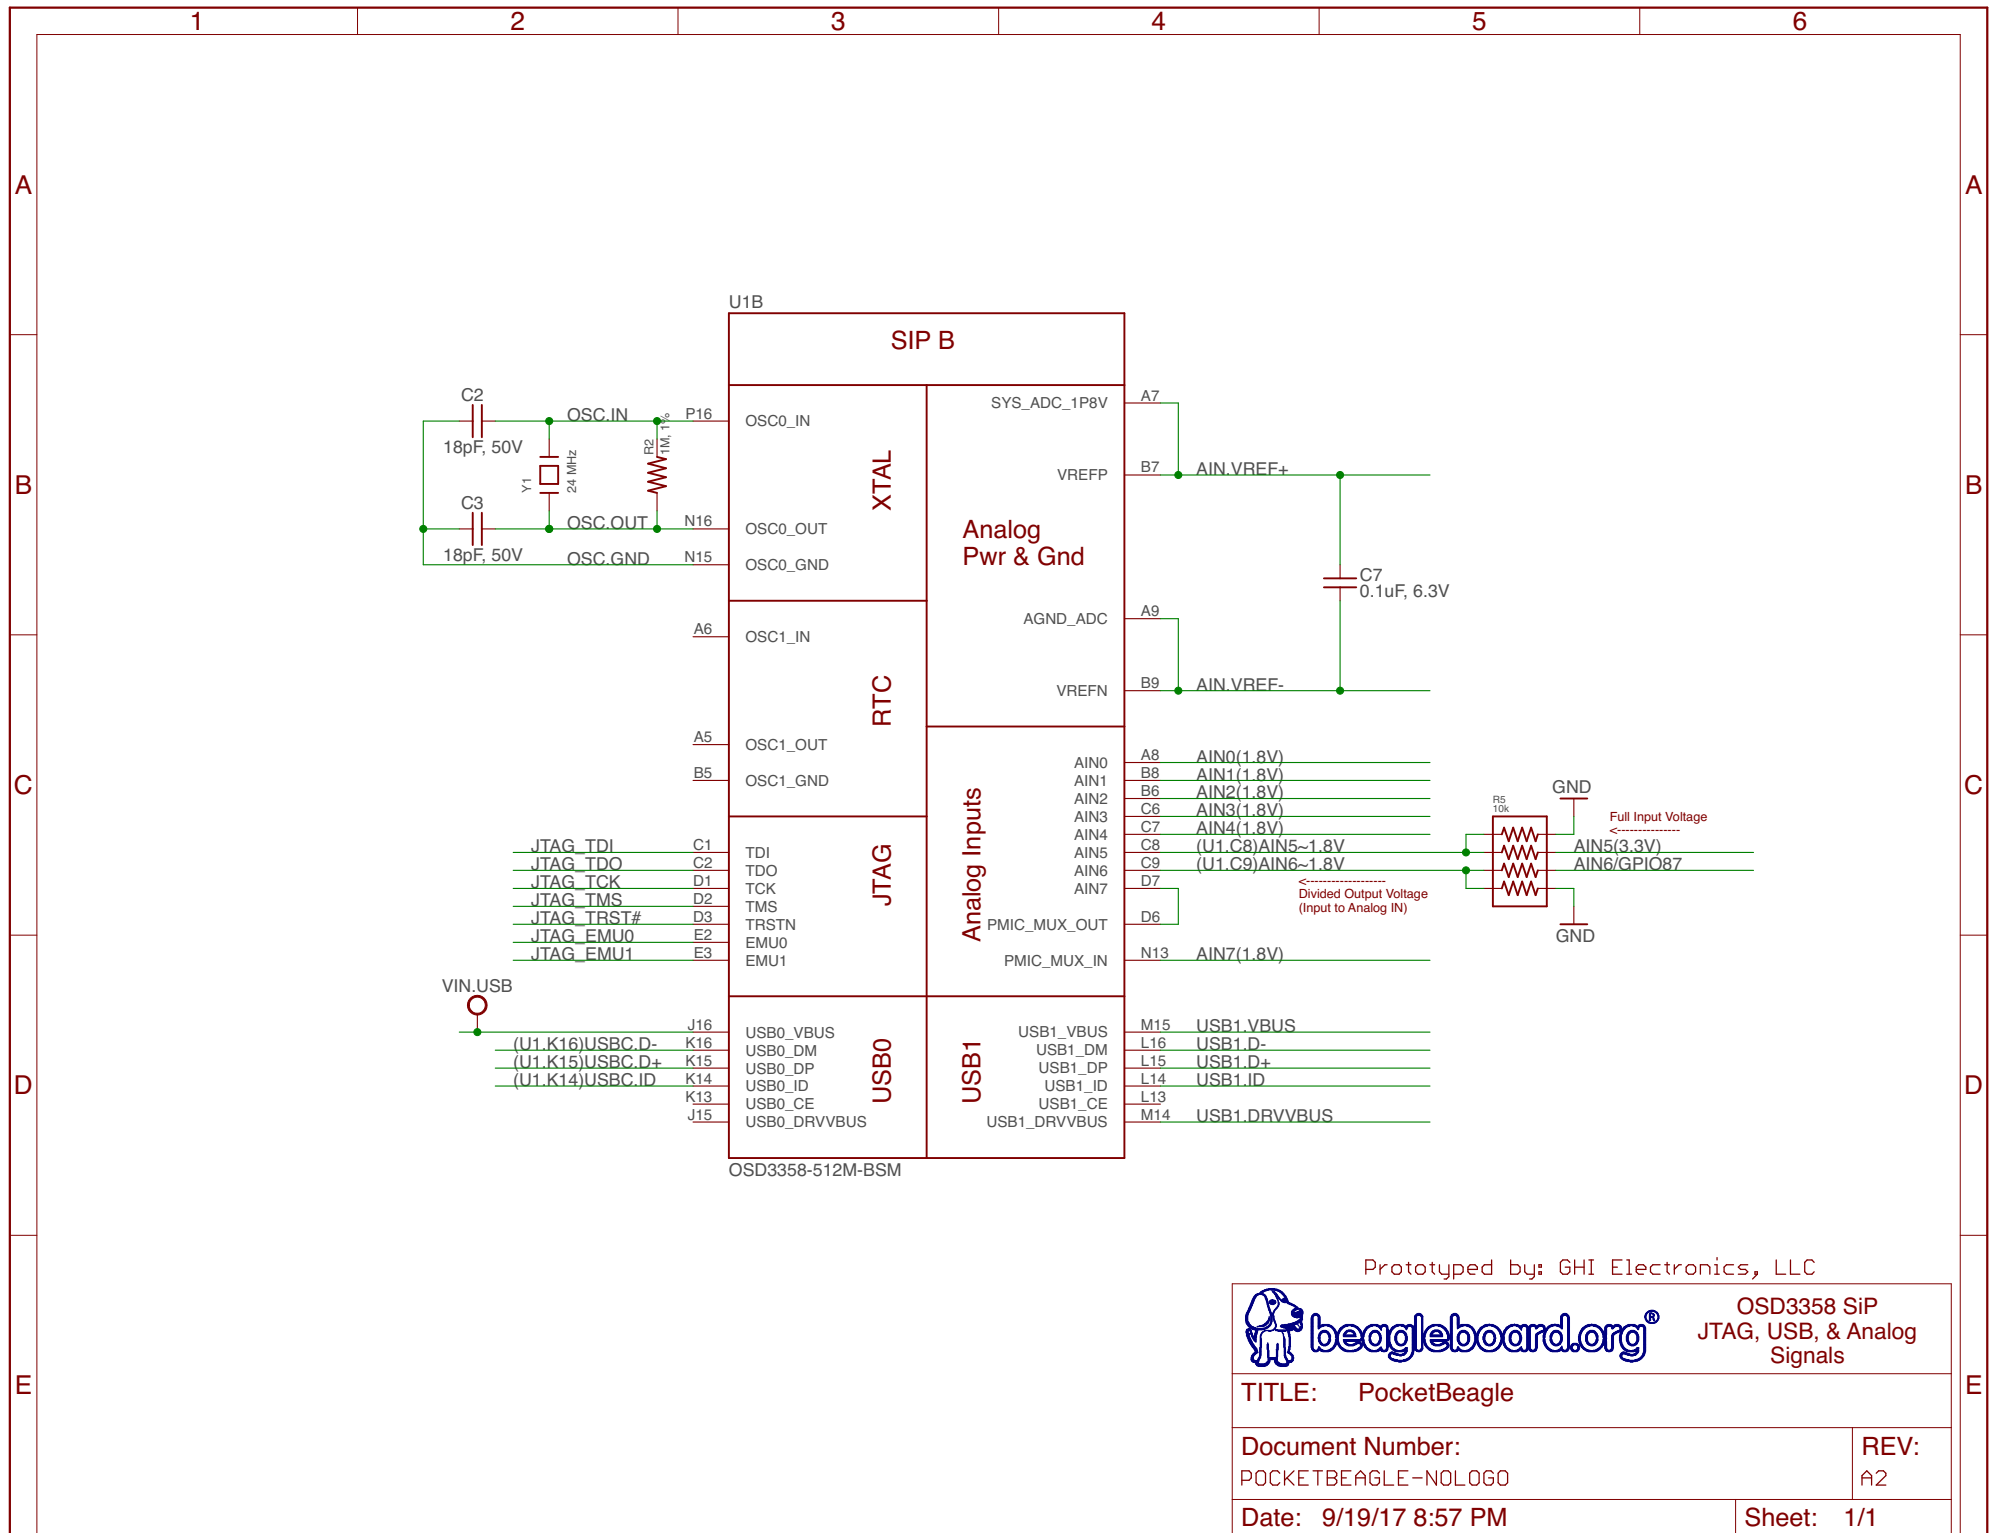 1 2 3 4 5 6
A A
B B
C C
D D
E E
U1B
SIP B
XTAL
RTC
JTAG
USB0
Analog
Pwr & Gnd
Analog Inputs
USB1
C2
18pF, 50V
C3
18pF, 50V
Y1
24 MHz
R2
1M, 1%
OSC.IN P16 OSC0_IN
OSC.OUT N16 OSC0_OUT
OSC.GND N15 OSC0_GND
A6 OSC1_IN
A5 OSC1_OUT
B5 OSC1_GND
JTAG_TDI C1 TDI
JTAG_TDO C2 TDO
JTAG_TCK D1 TCK
JTAG_TMS D2 TMS
JTAG_TRST# D3 TRSTN
JTAG_EMU0 E2 EMU0
JTAG_EMU1 E3 EMU1
VIN.USB
J16 USB0_VBUS
(U1.K16)USBC.D- K16 USB0_DM
(U1.K15)USBC.D+ K15 USB0_DP
(U1.K14)USBC.ID K14 USB0_ID
K13 USB0_CE
J15 USB0_DRVVBUS
SYS_ADC_1P8V A7
VREFP B7 AIN.VREF+
C7
0.1uF, 6.3V
AGND_ADC A9
VREFN B9 AIN.VREF-
AIN0 A8 AIN0(1.8V)
AIN1 B8 AIN1(1.8V)
AIN2 B6 AIN2(1.8V)
AIN3 C6 AIN3(1.8V)
AIN4 C7 AIN4(1.8V)
AIN5 C8 (U1.C8)AIN5~1.8V
AIN6 C9 (U1.C9)AIN6~1.8V
AIN7 D7
PMIC_MUX_OUT D6
PMIC_MUX_IN N13 AIN7(1.8V)
<-------------------
Divided Output Voltage
(Input to Analog IN)
R5
10k
GND
Full Input Voltage
<---------------
AIN5(3.3V)
AIN6/GPIO87
GND
USB1_VBUS M15 USB1.VBUS
USB1_DM L16 USB1.D-
USB1_DP L15 USB1.D+
USB1_ID L14 USB1.ID
USB1_CE L13
USB1_DRVVBUS M14 USB1.DRVVBUS
OSD3358-512M-BSM
Prototyped by: GHI Electronics, LLC
beagleboard.org®
OSD3358 SiP
JTAG, USB, & Analog
Signals
TITLE: PocketBeagle
Document Number:
POCKETBEAGLE-NOLOGO
REV:
A2
Date: 9/19/17 8:57 PM
Sheet: 1/1